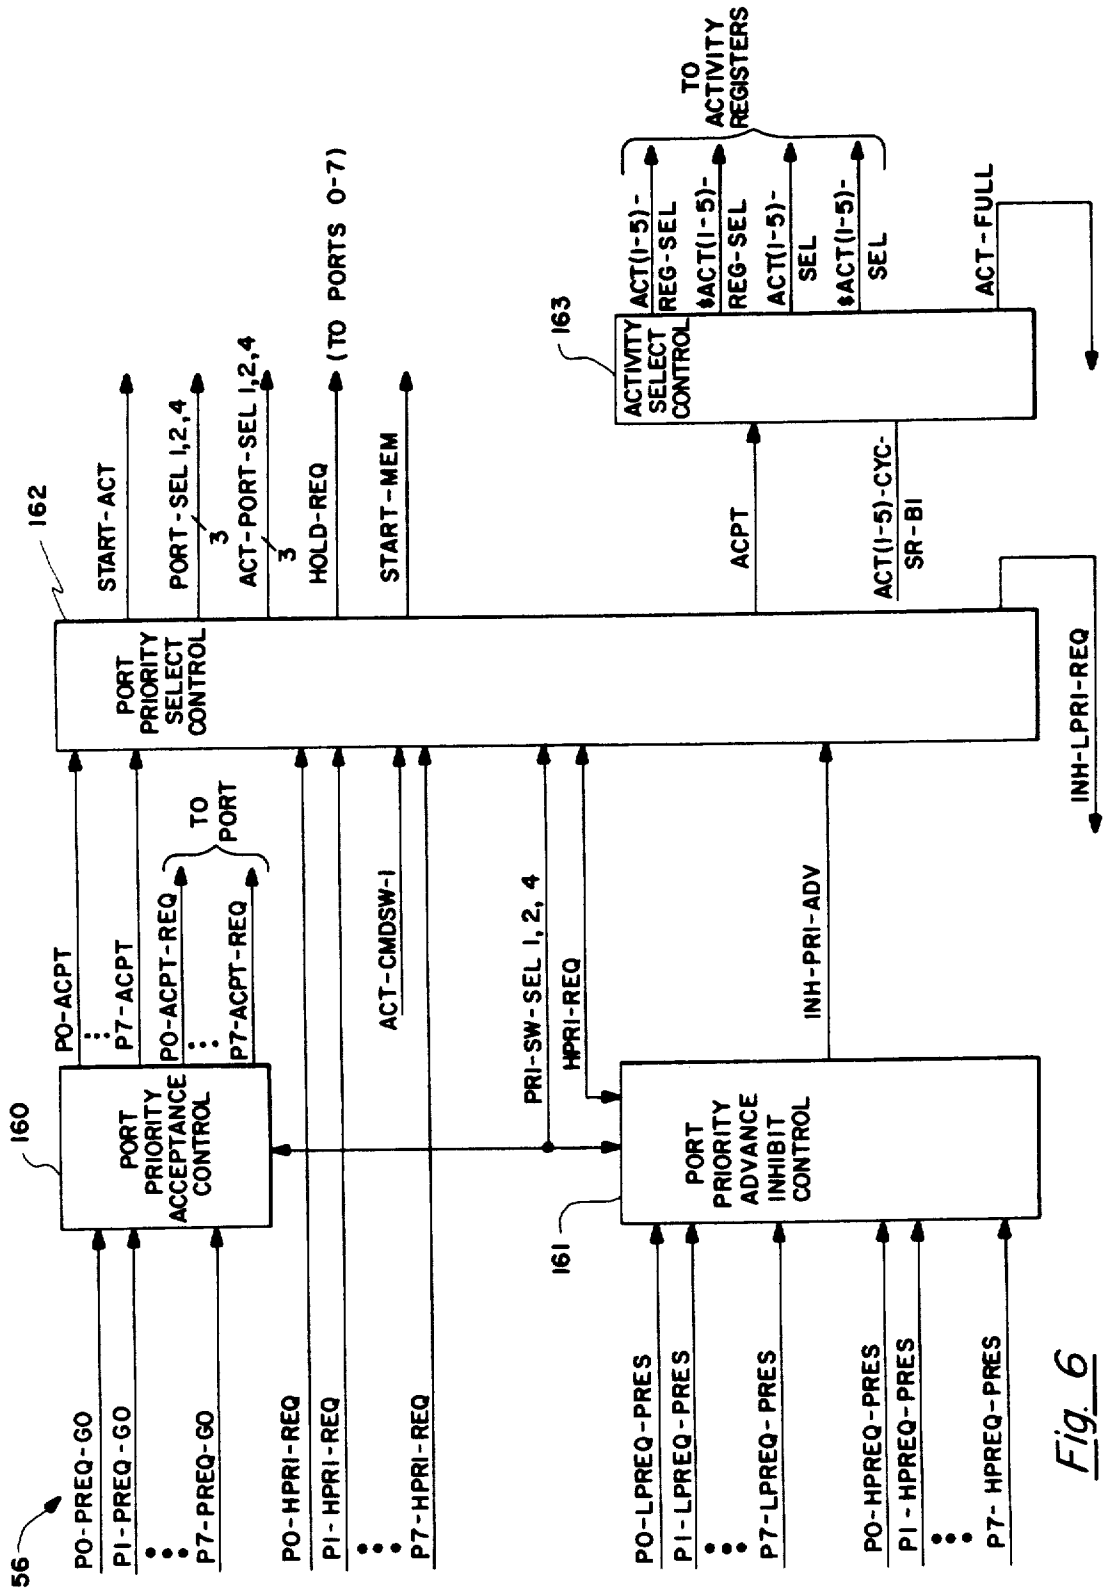 56
P0-PREQ-GO
P1-PREQ-GO
P7-PREQ-GO
P0-HPRI-REQ
P1-HPRI-REQ
P7-HPRI-REQ
P0-LPREQ-PRES
P1-LPREQ-PRES
P7-LPREQ-PRES
P0-HPREQ-PRES
P1-HPREQ-PRES
P7-HPREQ-PRES
160
PORT
PRIORITY
ACCEPTANCE
CONTROL
161
PORT
PRIORITY
ADVANCE
INHIBIT
CONTROL
P0-ACPT
P7-ACPT
P0-ACPT-REQ
P7-ACPT-REQ
TO
PORT
ACT-CMDSW-1
PRI-SW-SEL 1, 2, 4
HPRI-REQ
INH-PRI-ADV
162
PORT
PRIORITY
SELECT
CONTROL
INH-LPRI-REQ
START-ACT
PORT-SEL 1,2,4
3
ACT-PORT-SEL 1,2,4
3
HOLD-REQ
(TO PORTS 0-7)
START-MEM
ACPT
ACT(1-5)-CYC-
SR-B1
163
ACTIVITY
SELECT
CONTROL
ACT(1-5)-
REG-SEL
$ACT(1-5)-
REG-SEL
ACT(1-5)-
SEL
$ACT(1-5)-
SEL
TO
ACTIVITY
REGISTERS
ACT-FULL
Fig. 6